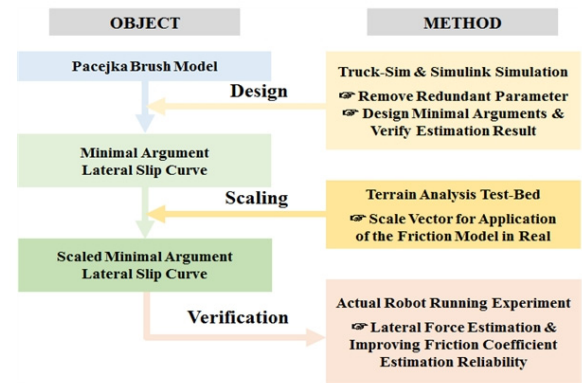 OBJECT
METHOD
Pacejka Brush Model
Design
Truck-Sim & Simulink Simulation
☞ Remove Redundant Parameter
☞ Design Minimal Arguments &
Verify Estimation Result
Minimal Argument
Lateral Slip Curve
Scaling
Terrain Analysis Test-Bed
☞ Scale Vector for Application
of the Friction Model in Real
Scaled Minimal Argument
Lateral Slip Curve
Verification
Actual Robot Running Experiment
☞ Lateral Force Estimation &
Improving Friction Coefficient
Estimation Reliability